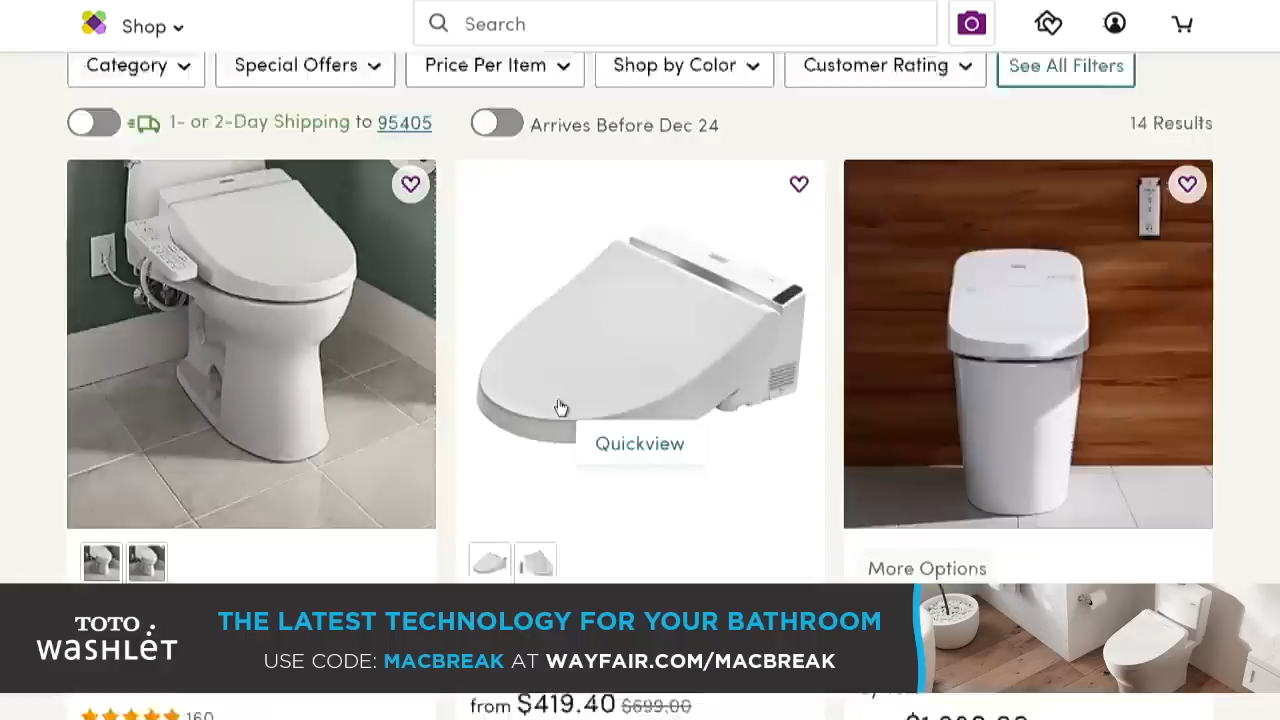 Shop
Search
Category
Special Offers
Price Per Item
Shop by Color
Customer Rating
See All Filters
1- or 2-Day Shipping to 95405
Arrives Before Dec 24
14 Results
Quickview
More Options
TOTO
WASHLET
THE LATEST TECHNOLOGY FOR YOUR BATHROOM
USE CODE: MACBREAK AT WAYFAIR.COM/MACBREAK
from $419.40 $699.00
160